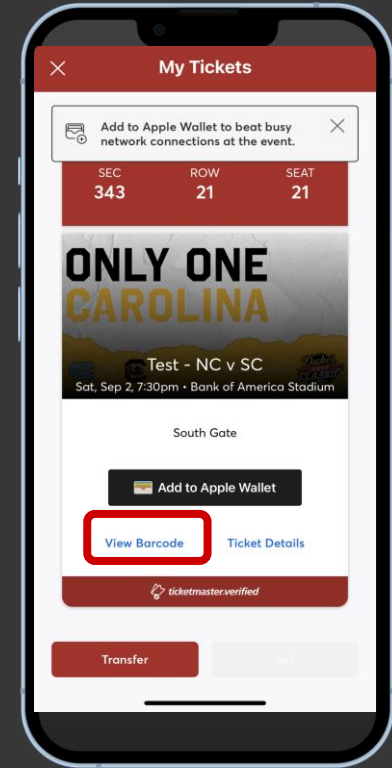 My Tickets
Add to Apple Wallet to beat busy
network connections at the event.
SEC ROW SEAT
343 21 21
ONLY ONE
CAROLINA
Duke's
Test - NC v SC
Sat, Sep 2, 7:30pm • Bank of America Stadium
South Gate
Add to Apple Wallet
View Barcode Ticket Details
ticketmaster.verified
Transfer Sell